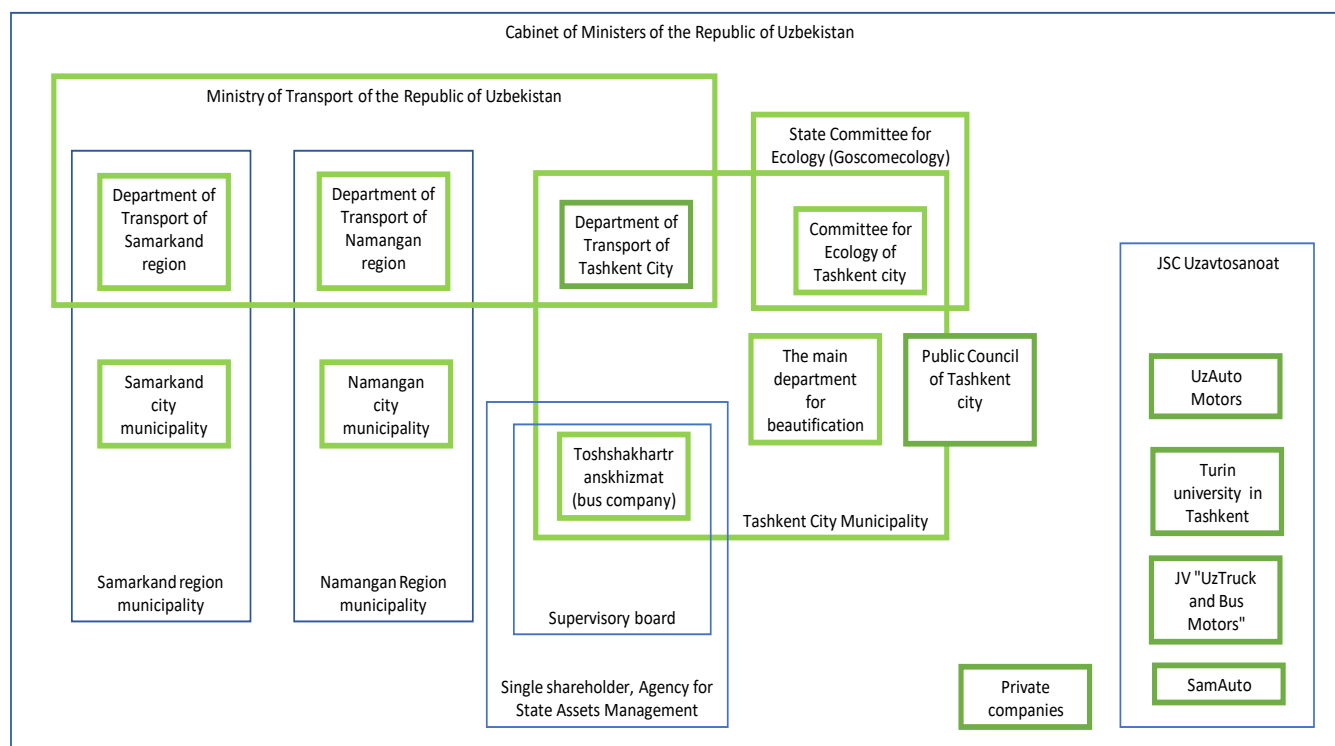 Cabinet of Ministers of the Republic of Uzbekistan
Ministry of Transport of the Republic of Uzbekistan
State Committee for
Ecology (Goscomecology)
Department of
Transport of
Samarkand
region
Department of
Transport of
Namangan
region
Department of
Transport of
Tashkent City
Committee for
Ecology of
Tashkent city
JSC Uzavtosanoat
Samarkand
city
municipality
Namangan
city
municipality
The main
department
for
beautification
Public Council
of Tashkent
city
UzAuto
Motors
Toshshakhartr
anskhizmat
(bus company)
Turin
university in
Tashkent
Tashkent City Municipality
Samarkand region
municipality
Namangan Region
municipality
Supervisory board
JV "UzTruck
and Bus
Motors"
Single shareholder, Agency for
State Assets Management
Private
companies
SamAuto